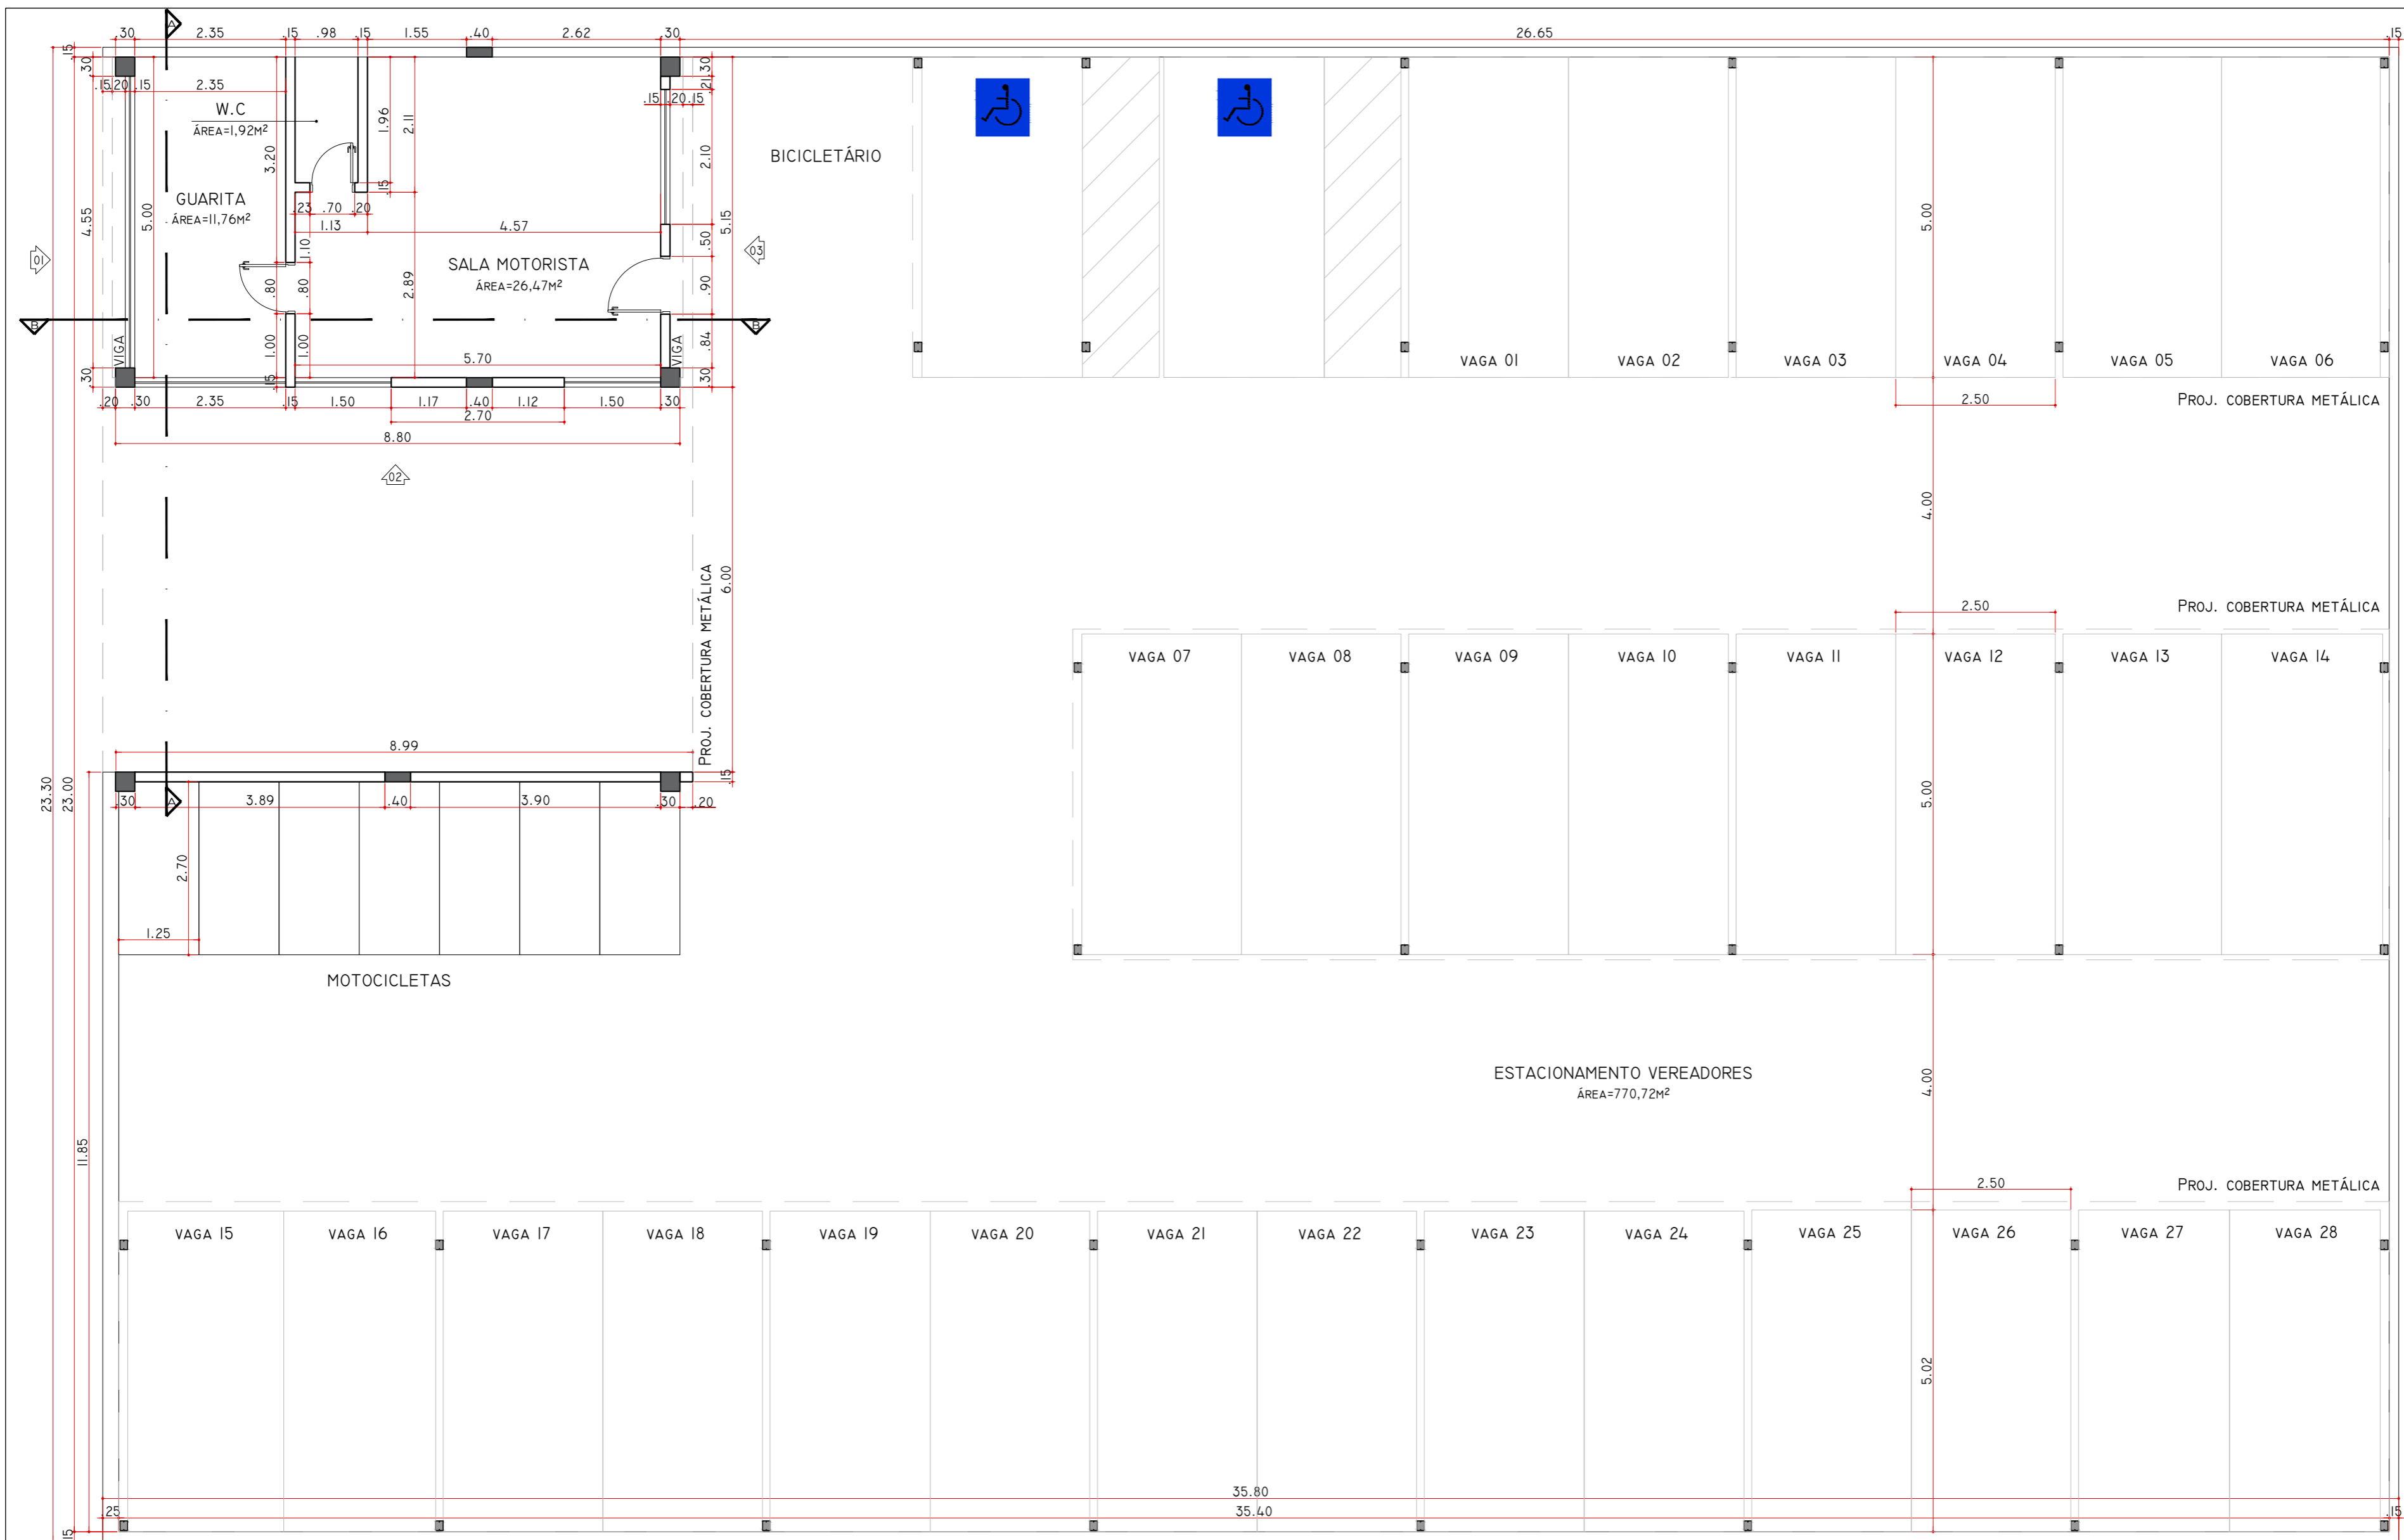 .30 2.35 .15 .98 .15 1.55 .40 2.62 .30 26.65 .15
A
.15
.30
.15 .20 .15 2.35
W.C
ÁREA=1,92M²
3.20
1.96
2.11
.15
.30
.21
.15 .20 .15
2.10
5.15
BICICLETÁRIO
GUARITA
ÁREA=11,76M²
4.55
5.00
.23 .70 .20
1.13 4.57
1.10
.50
5.00
01
03
SALA MOTORISTA
ÁREA=26,47M²
.80
.80
2.89
.90
B
B
VIGA
1.00
1.00
.84
VIGA
5.70
.30
.15
.30
VAGA 01
VAGA 02
VAGA 03
VAGA 04
VAGA 05
VAGA 06
.20 .30 2.35 .15 1.50 1.17 .40 1.12 1.50 .30
2.70
2.50
PROJ. COBERTURA METÁLICA
8.80
02
4.00
PROJ. COBERTURA METÁLICA
6.00
2.50
PROJ. COBERTURA METÁLICA
VAGA 07
VAGA 08
VAGA 09
VAGA 10
VAGA 11
VAGA 12
VAGA 13
VAGA 14
8.99
.15
23.30
23.00
.30 A 3.89 .40 3.90 .30 .20
5.00
2.70
1.25
MOTOCICLETAS
ESTACIONAMENTO VEREADORES
ÁREA=770,72M²
4.00
11.85
2.50
PROJ. COBERTURA METÁLICA
VAGA 15
VAGA 16
VAGA 17
VAGA 18
VAGA 19
VAGA 20
VAGA 21
VAGA 22
VAGA 23
VAGA 24
VAGA 25
VAGA 26
VAGA 27
VAGA 28
5.02
35.80
.25 35.40 .15
.15